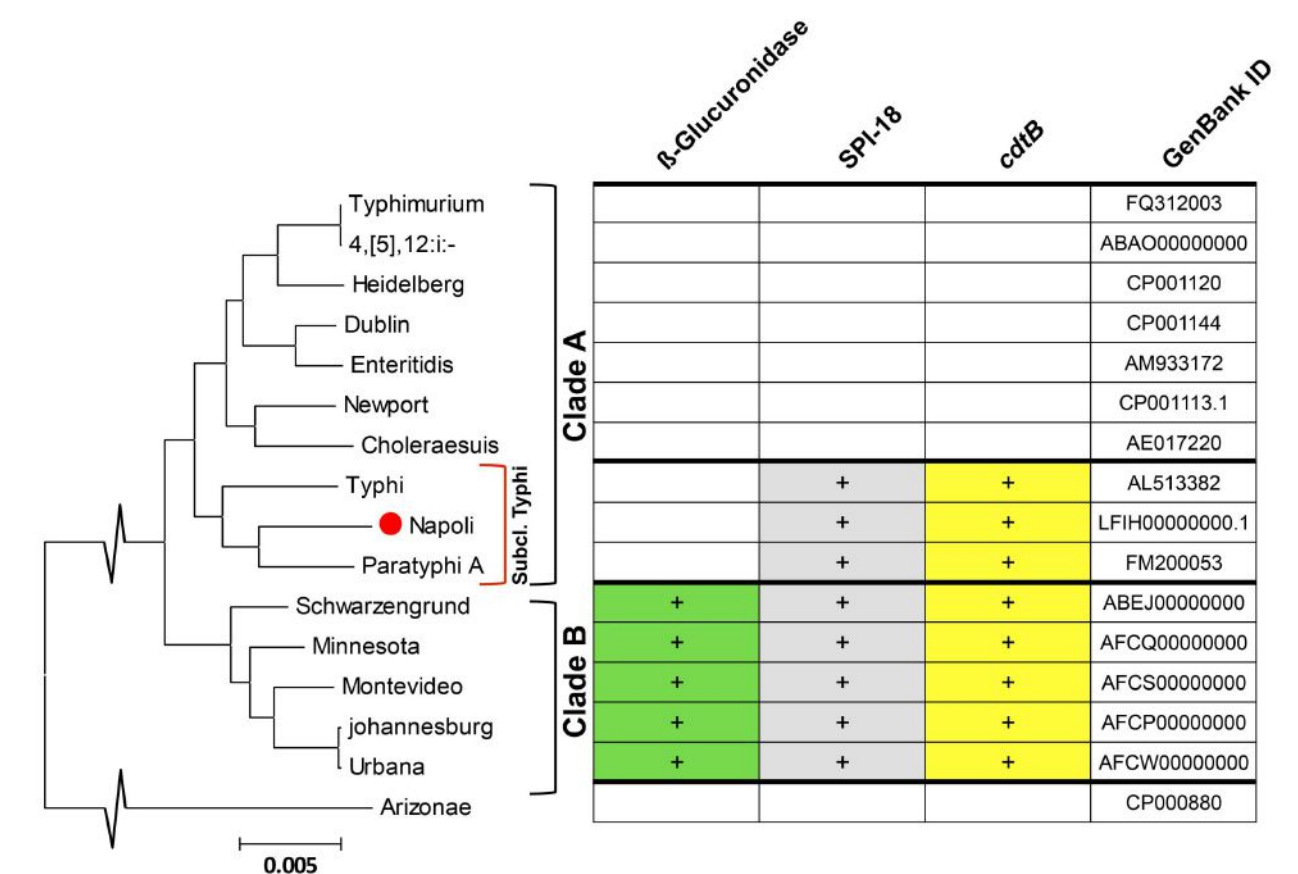 ß-Glucuronidase SPI-18 cdtB GenBank ID
Typhimurium FQ312003
4,[5],12:i:- ABAO00000000
Heidelberg CP001120
Dublin CP001144
Enteritidis AM933172
Newport CP001113.1
Choleraesuis AE017220
Typhi + + AL513382
Napoli + + LFIH00000000.1
Paratyphi A + + FM200053
Schwarzengrund + + + ABEJ00000000
Minnesota + + + AFCQ00000000
Montevideo + + + AFCS00000000
johannesburg + + + AFCP00000000
Urbana + + + AFCW00000000
Arizonae CP000880
Clade A
Subcl. Typhi
Clade B
0.005